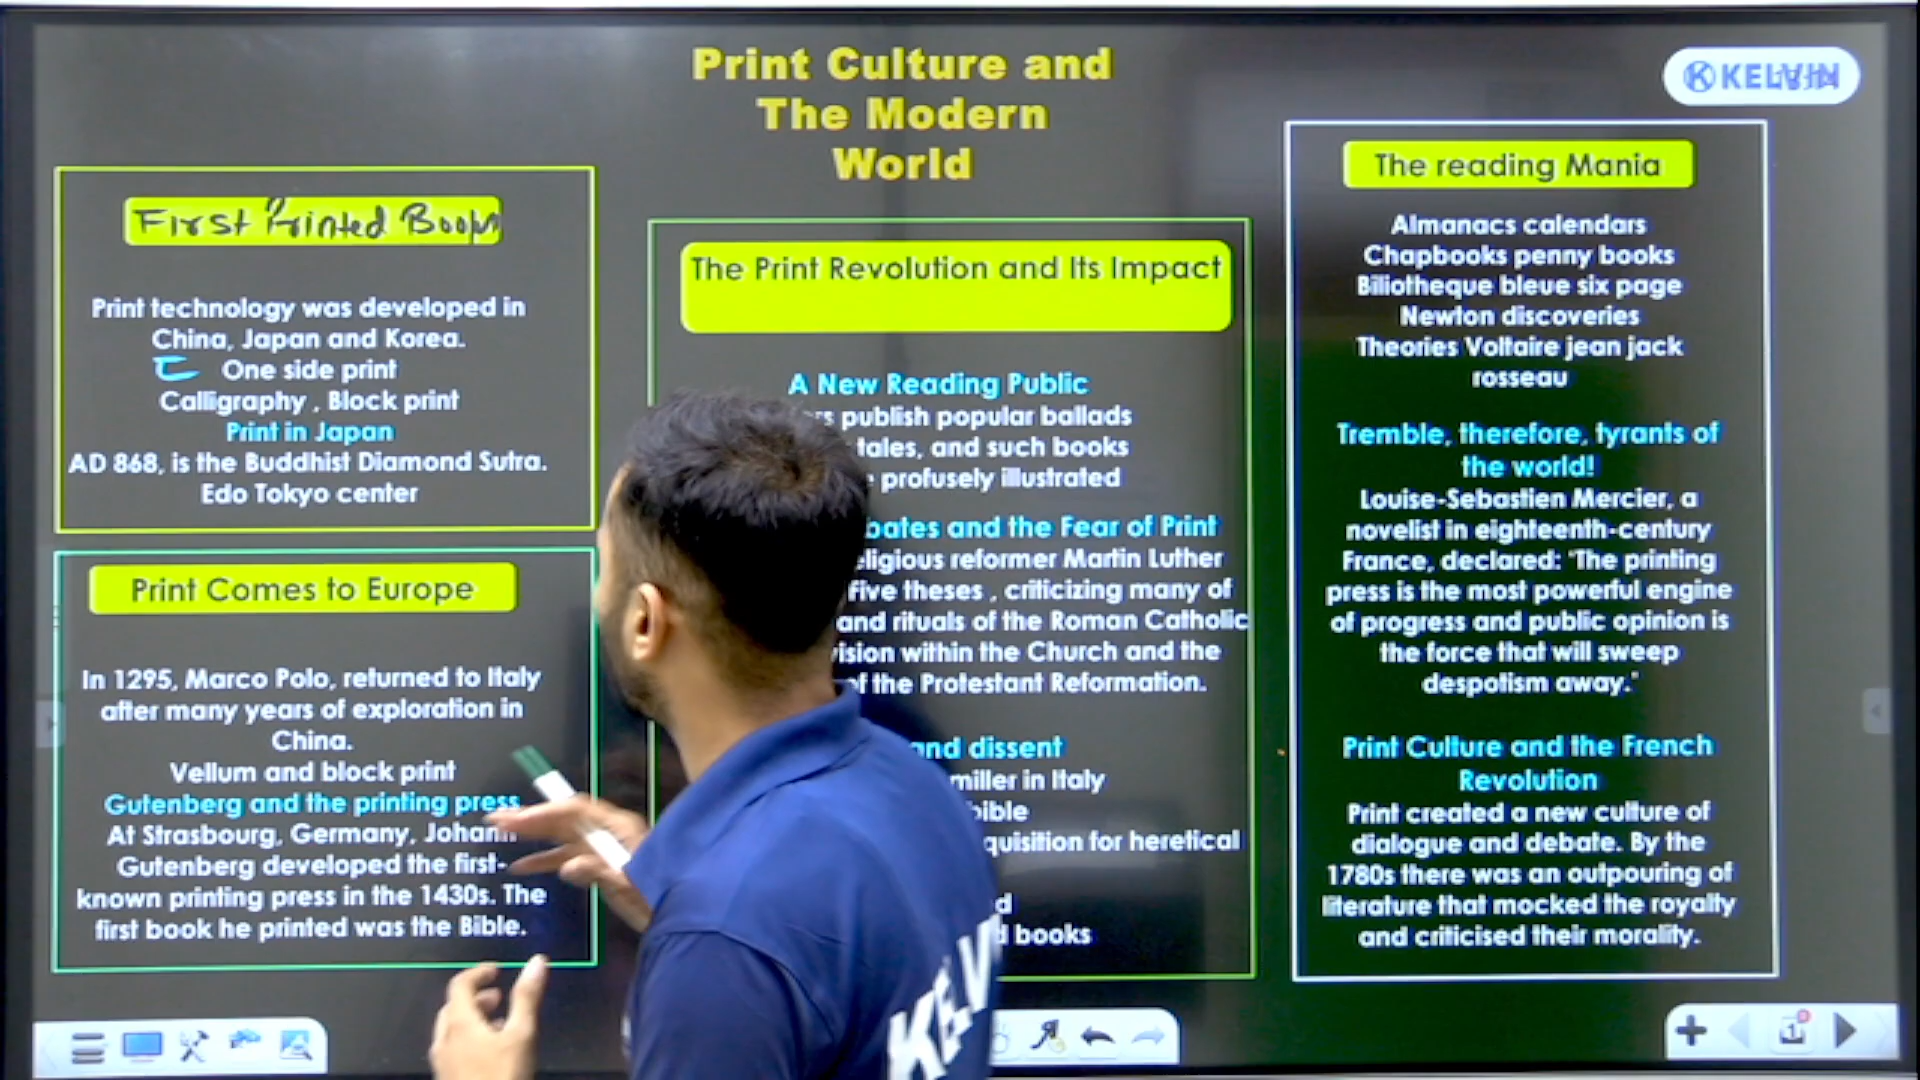 Print Culture and
The Modern
World
KELVIN
First Printed Books
Print technology was developed in
China, Japan and Korea.
One side print
Calligraphy , Block print
Print in Japan
AD 868, is the Buddhist Diamond Sutra.
Edo Tokyo center
Print Comes to Europe
In 1295, Marco Polo, returned to Italy
after many years of exploration in
China.
Vellum and block print
Gutenberg and the printing press
At Strasbourg, Germany, Johann
Gutenberg developed the first-
known printing press in the 1430s. The
first book he printed was the Bible.
The Print Revolution and Its Impact
A New Reading Public
publish popular ballads
tales, and such books
profusely illustrated
and the Fear of Print
reformer Martin Luther
Five theses , criticizing many of
and rituals of the Roman Catholic
within the Church and the
of the Protestant Reformation.
and dissent
miller in Italy
bible
for heretical
books
The reading Mania
Almanacs calendars
Chapbooks penny books
Biliotheque bleue six page
Newton discoveries
Theories Voltaire jean jack
rosseau
Tremble, therefore, tyrants of
the world!
Louise-Sebastien Mercier, a
novelist in eighteenth-century
France, declared: 'The printing
press is the most powerful engine
of progress and public opinion is
the force that will sweep
despotism away.'
Print Culture and the French
Revolution
Print created a new culture of
dialogue and debate. By the
1780s there was an outpouring of
literature that mocked the royalty
and criticised their morality.
KELV
1